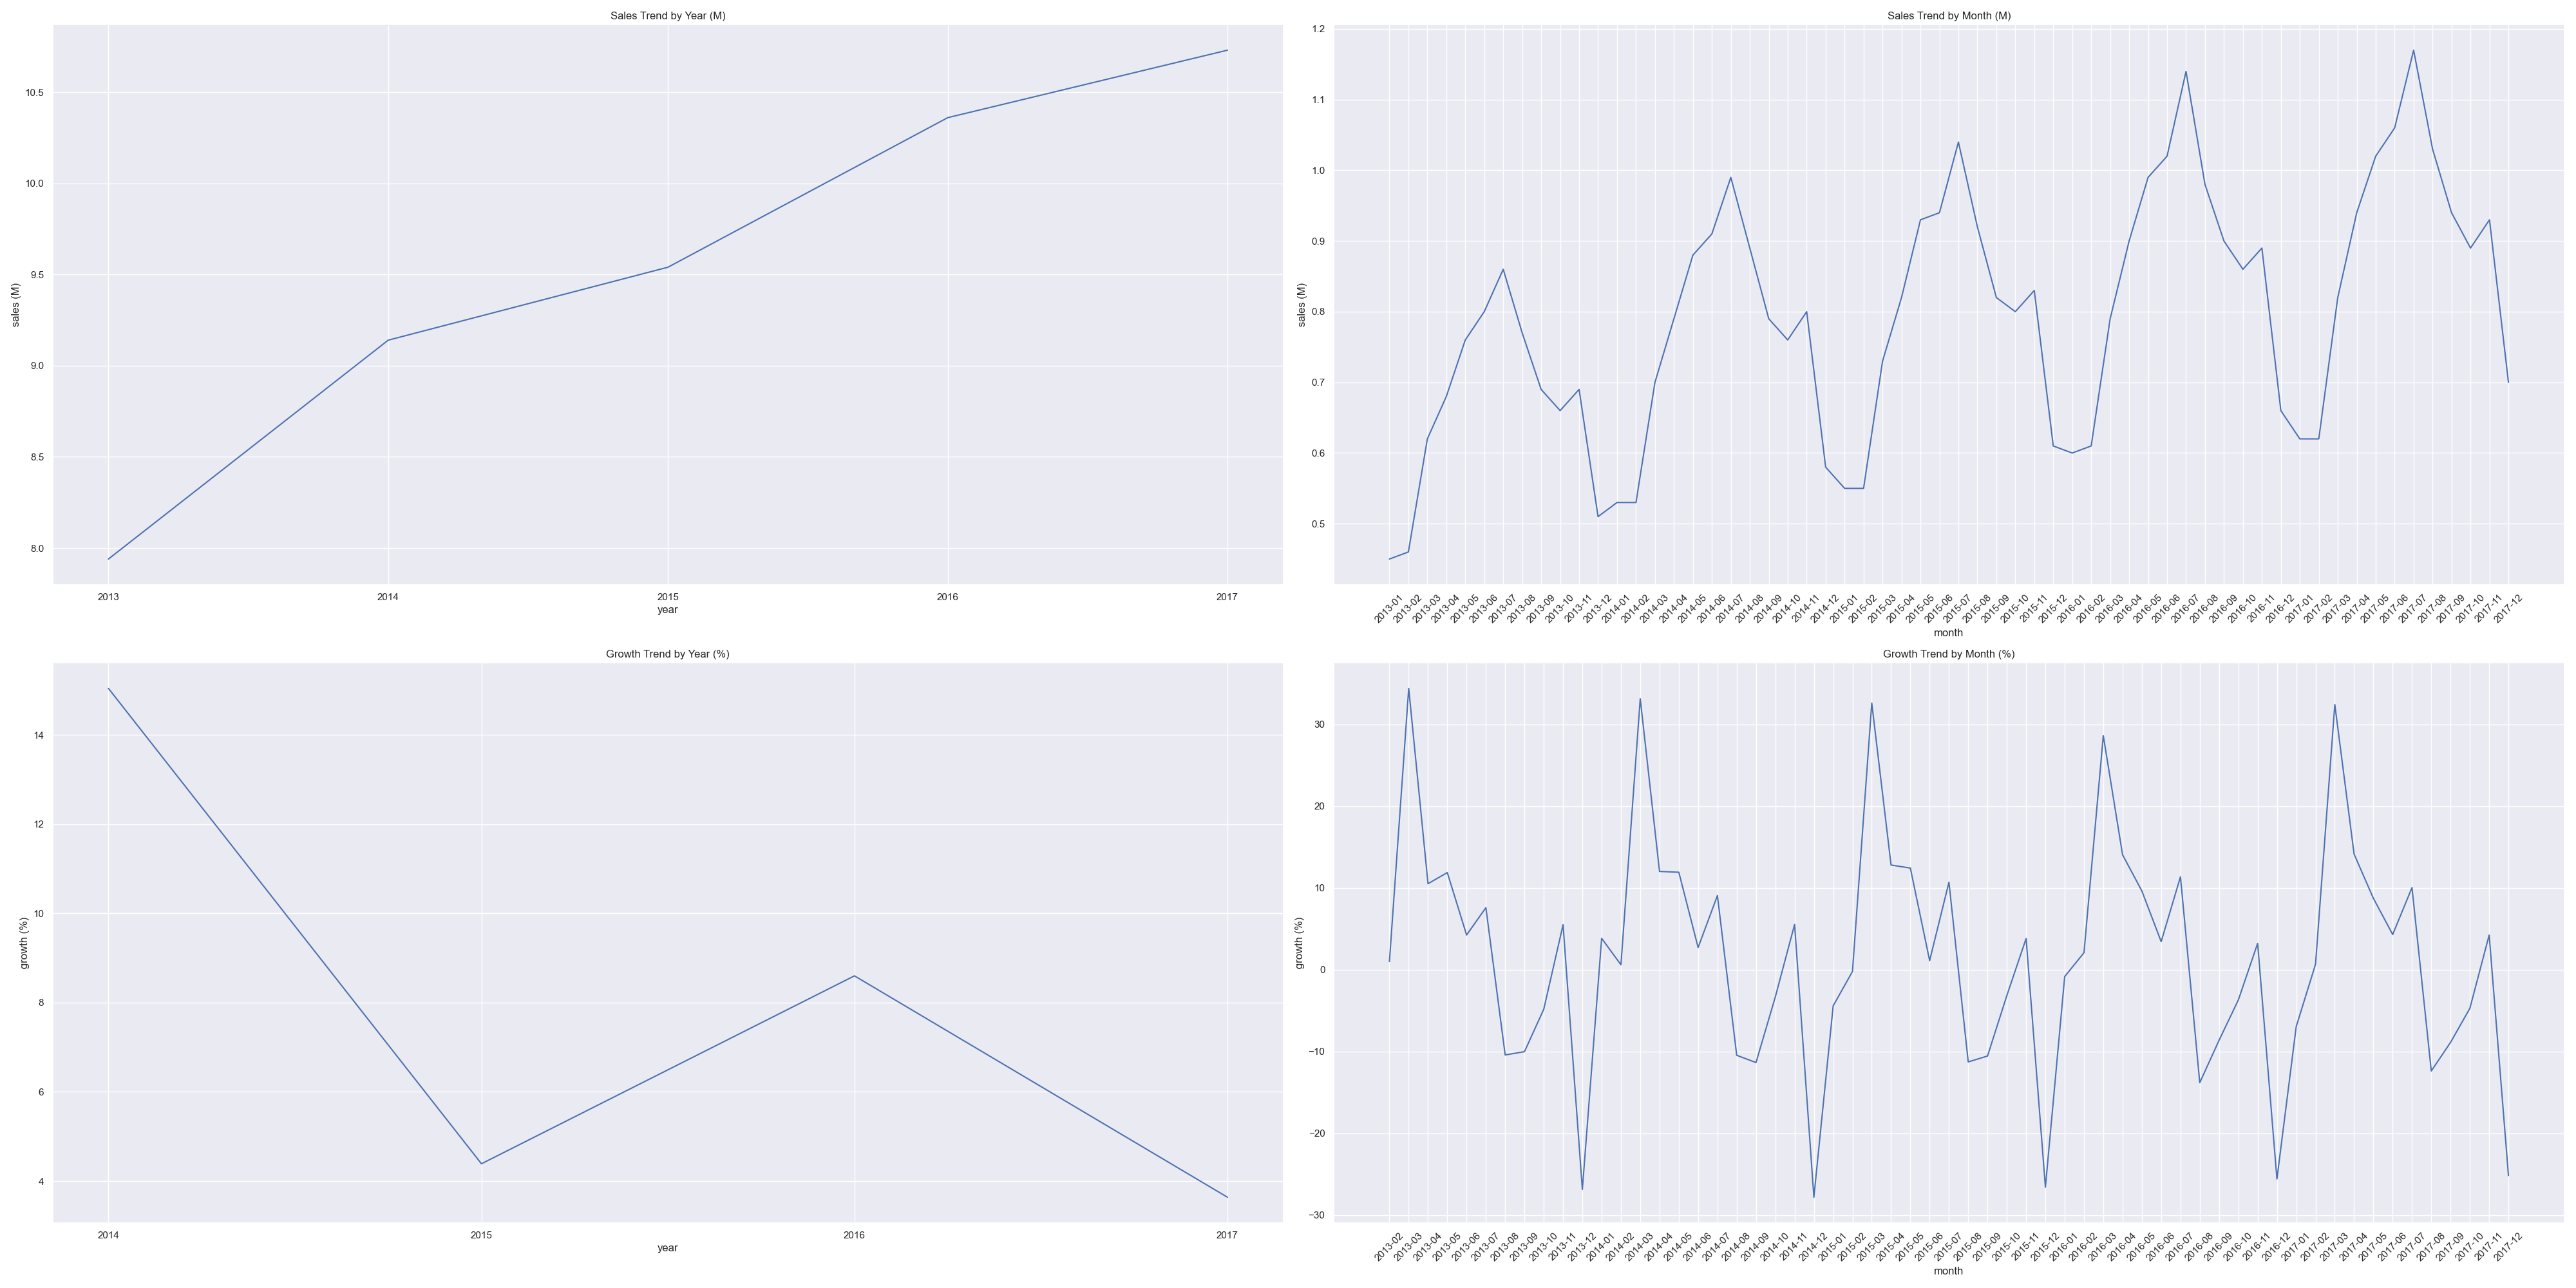 Sales Trend by Year (M)
sales (M)
10.5
10.0
9.5
9.0
8.5
8.0
2013 2014 2015 2016 2017
year
Sales Trend by Month (M)
sales (M)
1.2
1.1
1.0
0.9
0.8
0.7
0.6
0.5
2013-01 2013-02 2013-03 2013-04 2013-05 2013-06 2013-07 2013-08 2013-09 2013-10 2013-11 2013-12 2014-01 2014-02 2014-03 2014-04 2014-05 2014-06 2014-07 2014-08 2014-09 2014-10 2014-11 2014-12 2015-01 2015-02 2015-03 2015-04 2015-05 2015-06 2015-07 2015-08 2015-09 2015-10 2015-11 2015-12 2016-01 2016-02 2016-03 2016-04 2016-05 2016-06 2016-07 2016-08 2016-09 2016-10 2016-11 2016-12 2017-01 2017-02 2017-03 2017-04 2017-05 2017-06 2017-07 2017-08 2017-09 2017-10 2017-11 2017-12
month
Growth Trend by Year (%)
growth (%)
14
12
10
8
6
4
2014 2015 2016 2017
year
Growth Trend by Month (%)
growth (%)
30
20
10
0
−10
−20
−30
2013-02 2013-03 2013-04 2013-05 2013-06 2013-07 2013-08 2013-09 2013-10 2013-11 2013-12 2014-01 2014-02 2014-03 2014-04 2014-05 2014-06 2014-07 2014-08 2014-09 2014-10 2014-11 2014-12 2015-01 2015-02 2015-03 2015-04 2015-05 2015-06 2015-07 2015-08 2015-09 2015-10 2015-11 2015-12 2016-01 2016-02 2016-03 2016-04 2016-05 2016-06 2016-07 2016-08 2016-09 2016-10 2016-11 2016-12 2017-01 2017-02 2017-03 2017-04 2017-05 2017-06 2017-07 2017-08 2017-09 2017-10 2017-11 2017-12
month